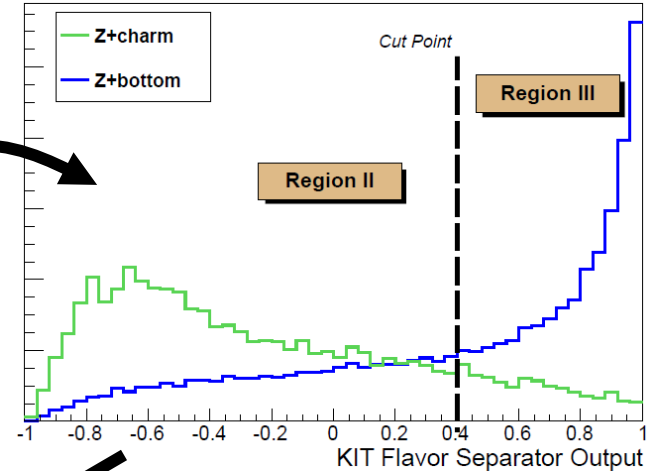 Z+charm
Z+bottom
Cut Point
Region III
Region II
-1 -0.8 -0.6 -0.4 -0.2 0 0.2 0.4 0.6 0.8 1
KIT Flavor Separator Output